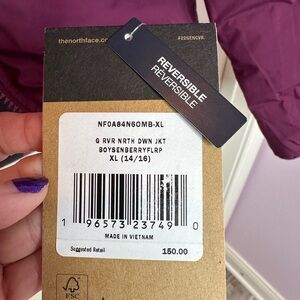 thenorthface.com
REVERSIBLE
REVERSIBLE
NF0A84N6OMB-XL
G RVR NRTH DWN JKT
BOYSENBERRYFLRP
XL (14/16)
1 96573 23749 0
MADE IN VIETNAM
Suggested Retail
150.00
FSC